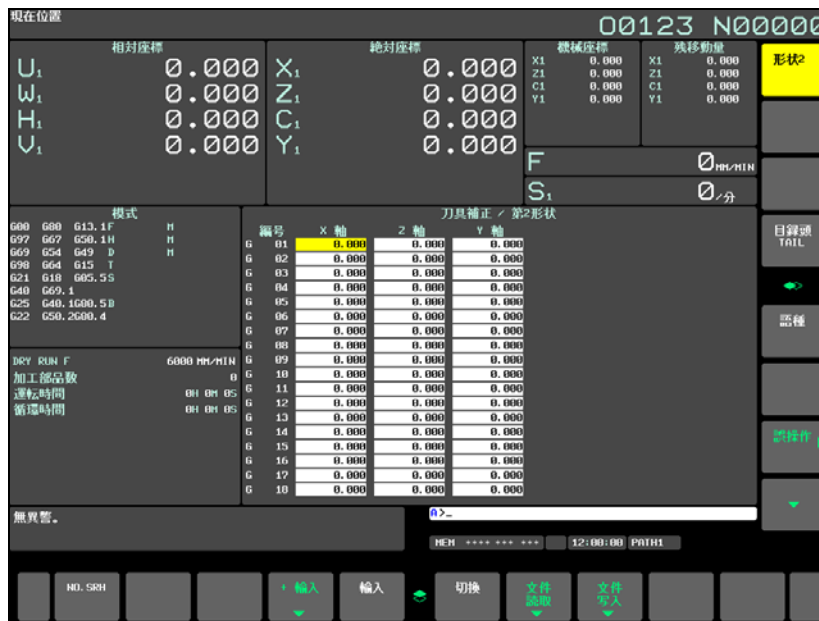 現在位置
O0123 N00000
相対座標
U1 0.000
W1 0.000
H1 0.000
V1 0.000
絶対座標
X1 0.000
Z1 0.000
C1 0.000
Y1 0.000
機械座標
X1 0.000
Z1 0.000
C1 0.000
Y1 0.000
残移動量
X1 0.000
Z1 0.000
C1 0.000
Y1 0.000
F 0MM/MIN
S1 0/分
模式
G00 G80 G13.1F M
G97 G67 G50.1H M
G69 G54 G49 D M
G98 G64 G15 T
G21 G18 G05.5S
G40 G69.1
G25 G40.1G80.5B
G22 G50.2G08.4
DRY RUN F 6000 MM/MIN
加工部品数 0
運転時間 0H 0M 0S
循環時間 0H 0M 0S
刀具補正 / 第2形状
編号 X 軸 Z 軸 Y 軸
G 01 0.000 0.000 0.000
G 02 0.000 0.000 0.000
G 03 0.000 0.000 0.000
G 04 0.000 0.000 0.000
G 05 0.000 0.000 0.000
G 06 0.000 0.000 0.000
G 07 0.000 0.000 0.000
G 08 0.000 0.000 0.000
G 09 0.000 0.000 0.000
G 10 0.000 0.000 0.000
G 11 0.000 0.000 0.000
G 12 0.000 0.000 0.000
G 13 0.000 0.000 0.000
G 14 0.000 0.000 0.000
G 15 0.000 0.000 0.000
G 16 0.000 0.000 0.000
G 17 0.000 0.000 0.000
G 18 0.000 0.000 0.000
形状2
目録頭
TAIL
語種
誤操作
無異警。
A>_
MEM **** *** ***
12:00:00
PATH1
NO.SRH
+ 輸入
輸入
切換
文件
読取
文件
写入